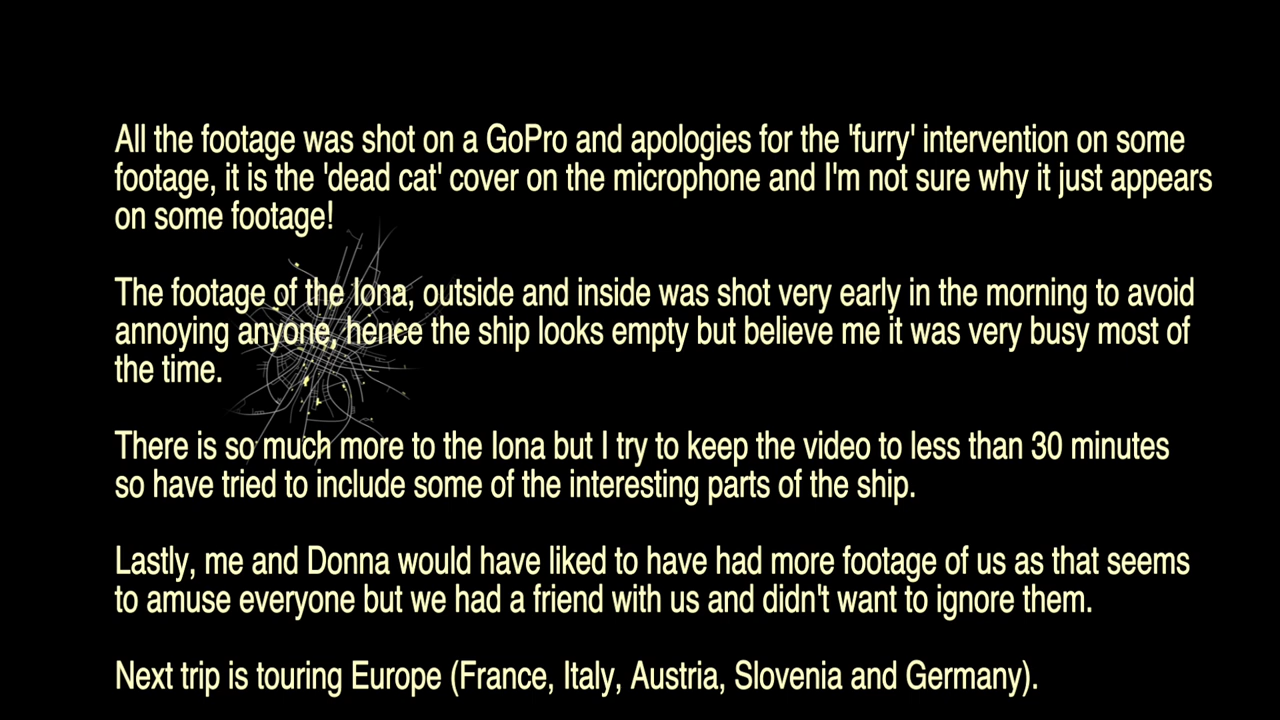 All the footage was shot on a GoPro and apologies for the 'furry' intervention on some
footage, it is the 'dead cat' cover on the microphone and I'm not sure why it just appears
on some footage!
The footage of the Iona, outside and inside was shot very early in the morning to avoid
annoying anyone, hence the ship looks empty but believe me it was very busy most of
the time.
There is so much more to the Iona but I try to keep the video to less than 30 minutes
so have tried to include some of the interesting parts of the ship.
Lastly, me and Donna would have liked to have had more footage of us as that seems
to amuse everyone but we had a friend with us and didn't want to ignore them.
Next trip is touring Europe (France, Italy, Austria, Slovenia and Germany).